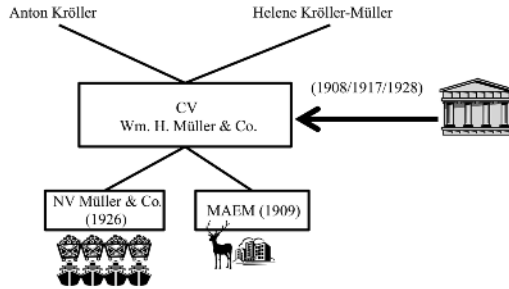 Anton Kröller
Helene Kröller-Müller
(1908/1917/1928)
CV
Wm. H. Müller & Co.
NV Müller & Co.
(1926)
MAEM (1909)